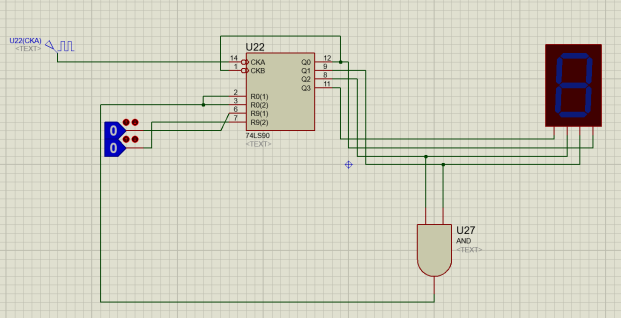 U22(CKA)
<TEXT>
U22
14 CKA Q0 12
1 CKB Q1 9
Q2 8
Q3 11
2 R0(1)
3 R0(2)
6 R9(1)
7 R9(2)
74LS90
<TEXT>
0
0
U27
AND
<TEXT>